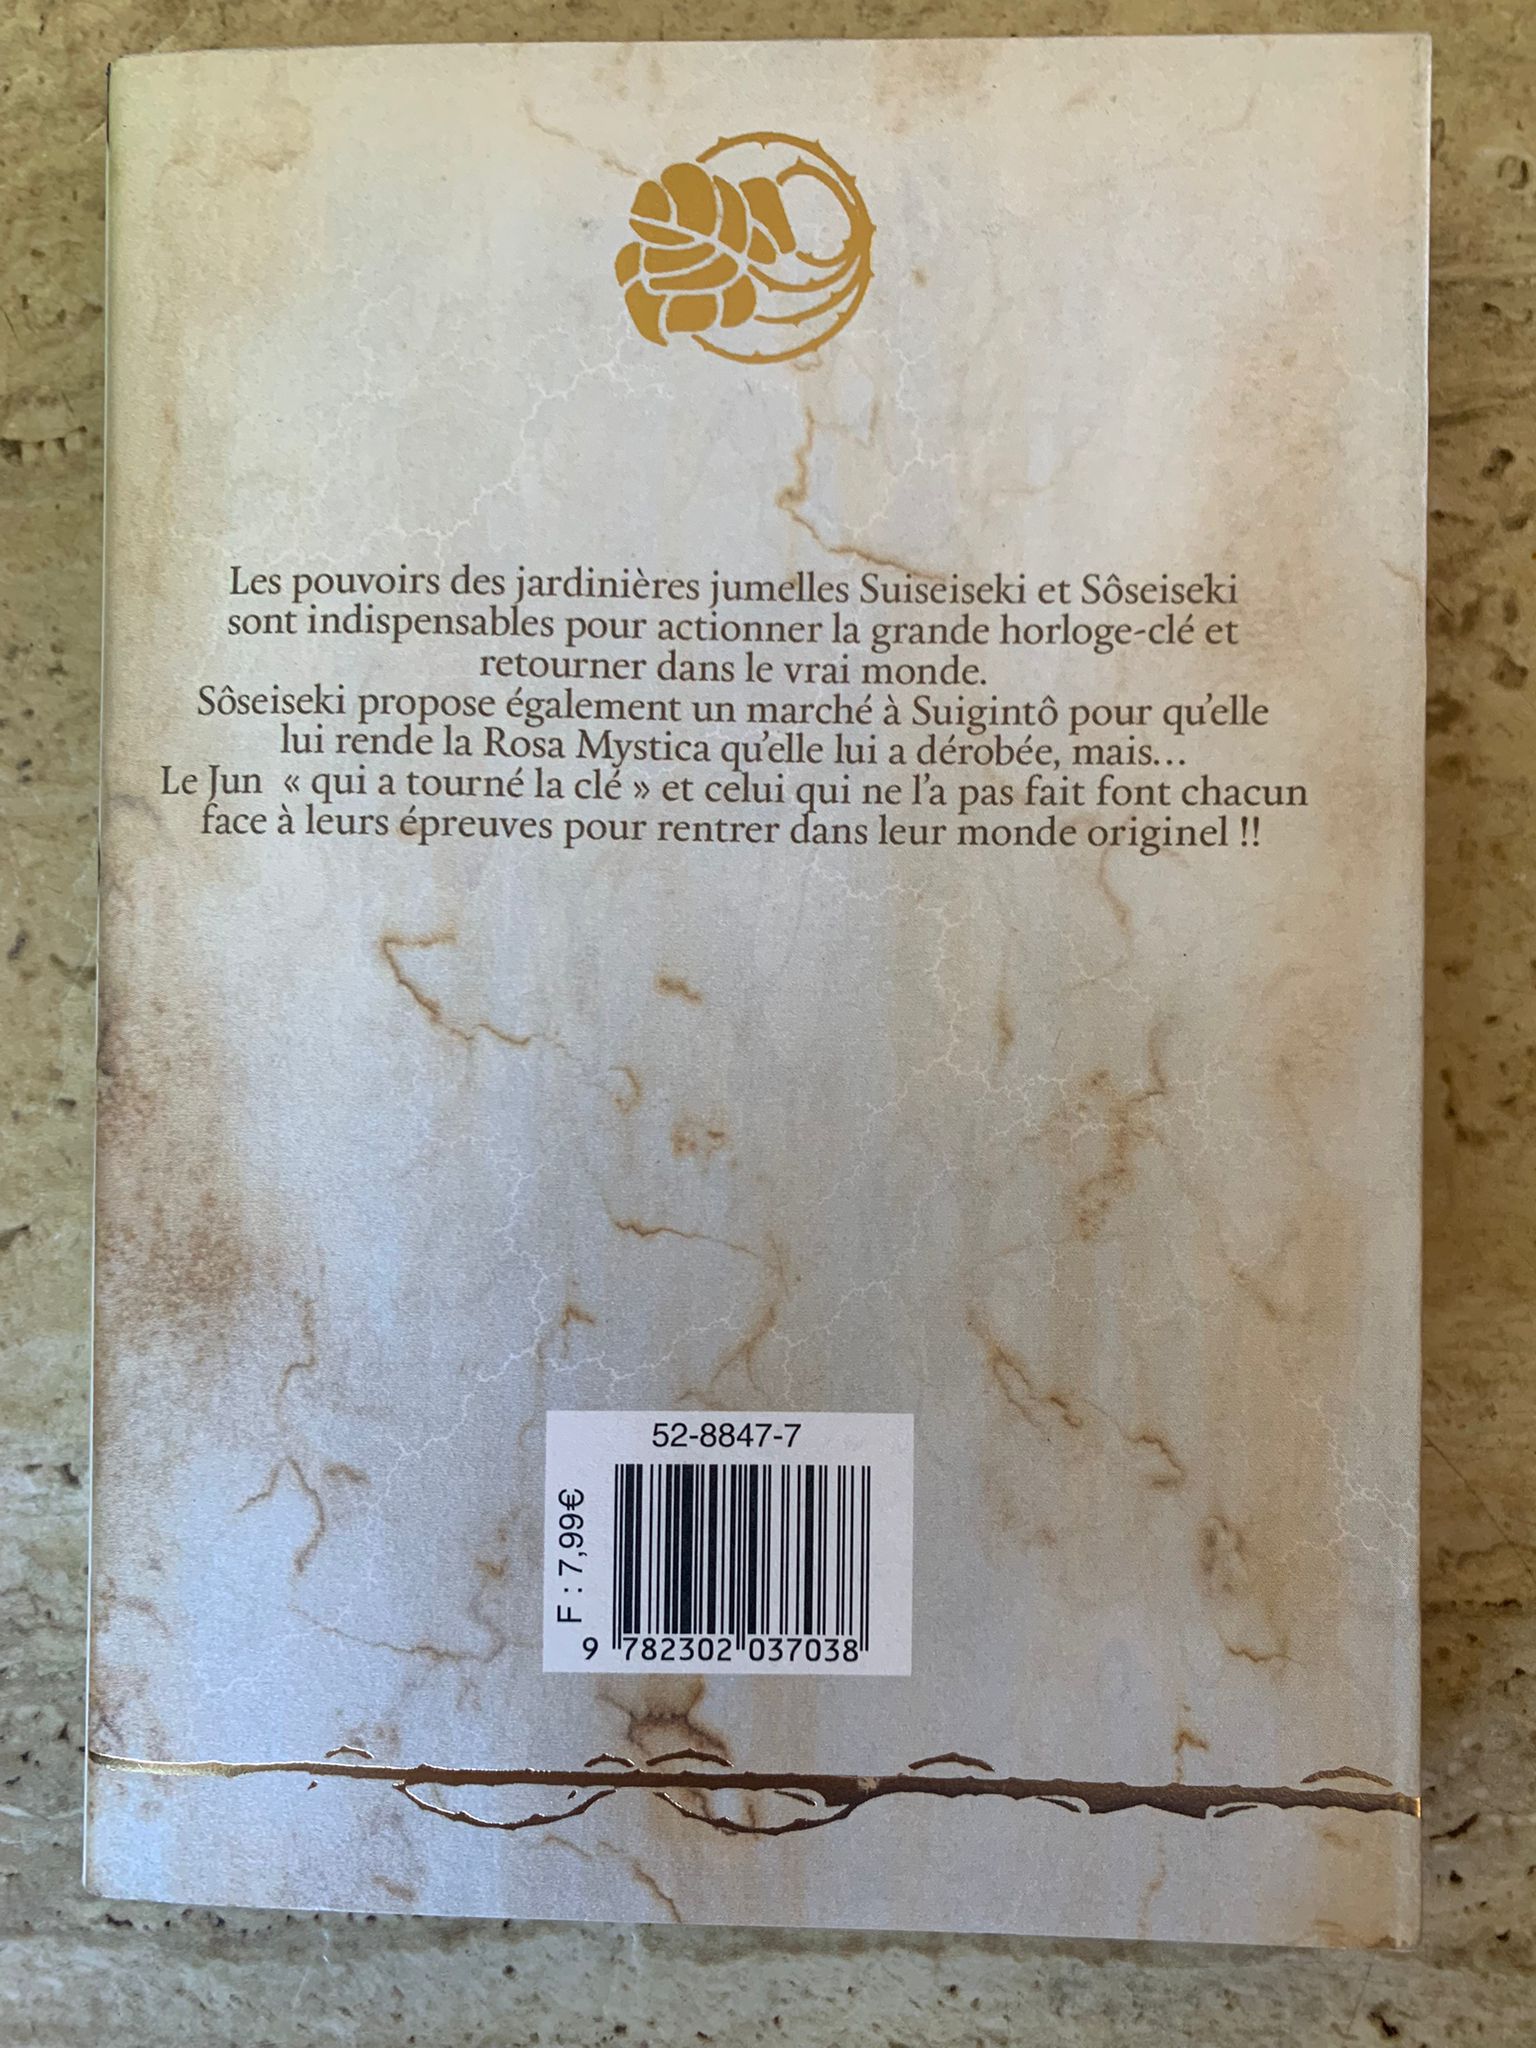 Les pouvoirs des jardinières jumelles Suiseiseki et Sôseiseki
sont indispensables pour actionner la grande horloge-clé et
retourner dans le vrai monde.
Sôseiseki propose également un marché à Suigintô pour qu'elle
lui rende la Rosa Mystica qu'elle lui a dérobée, mais...
Le Jun « qui a tourné la clé » et celui qui ne l'a pas fait font chacun
face à leurs épreuves pour rentrer dans leur monde originel !!
52-8847-7
F : 7,99€
9 782302 037038